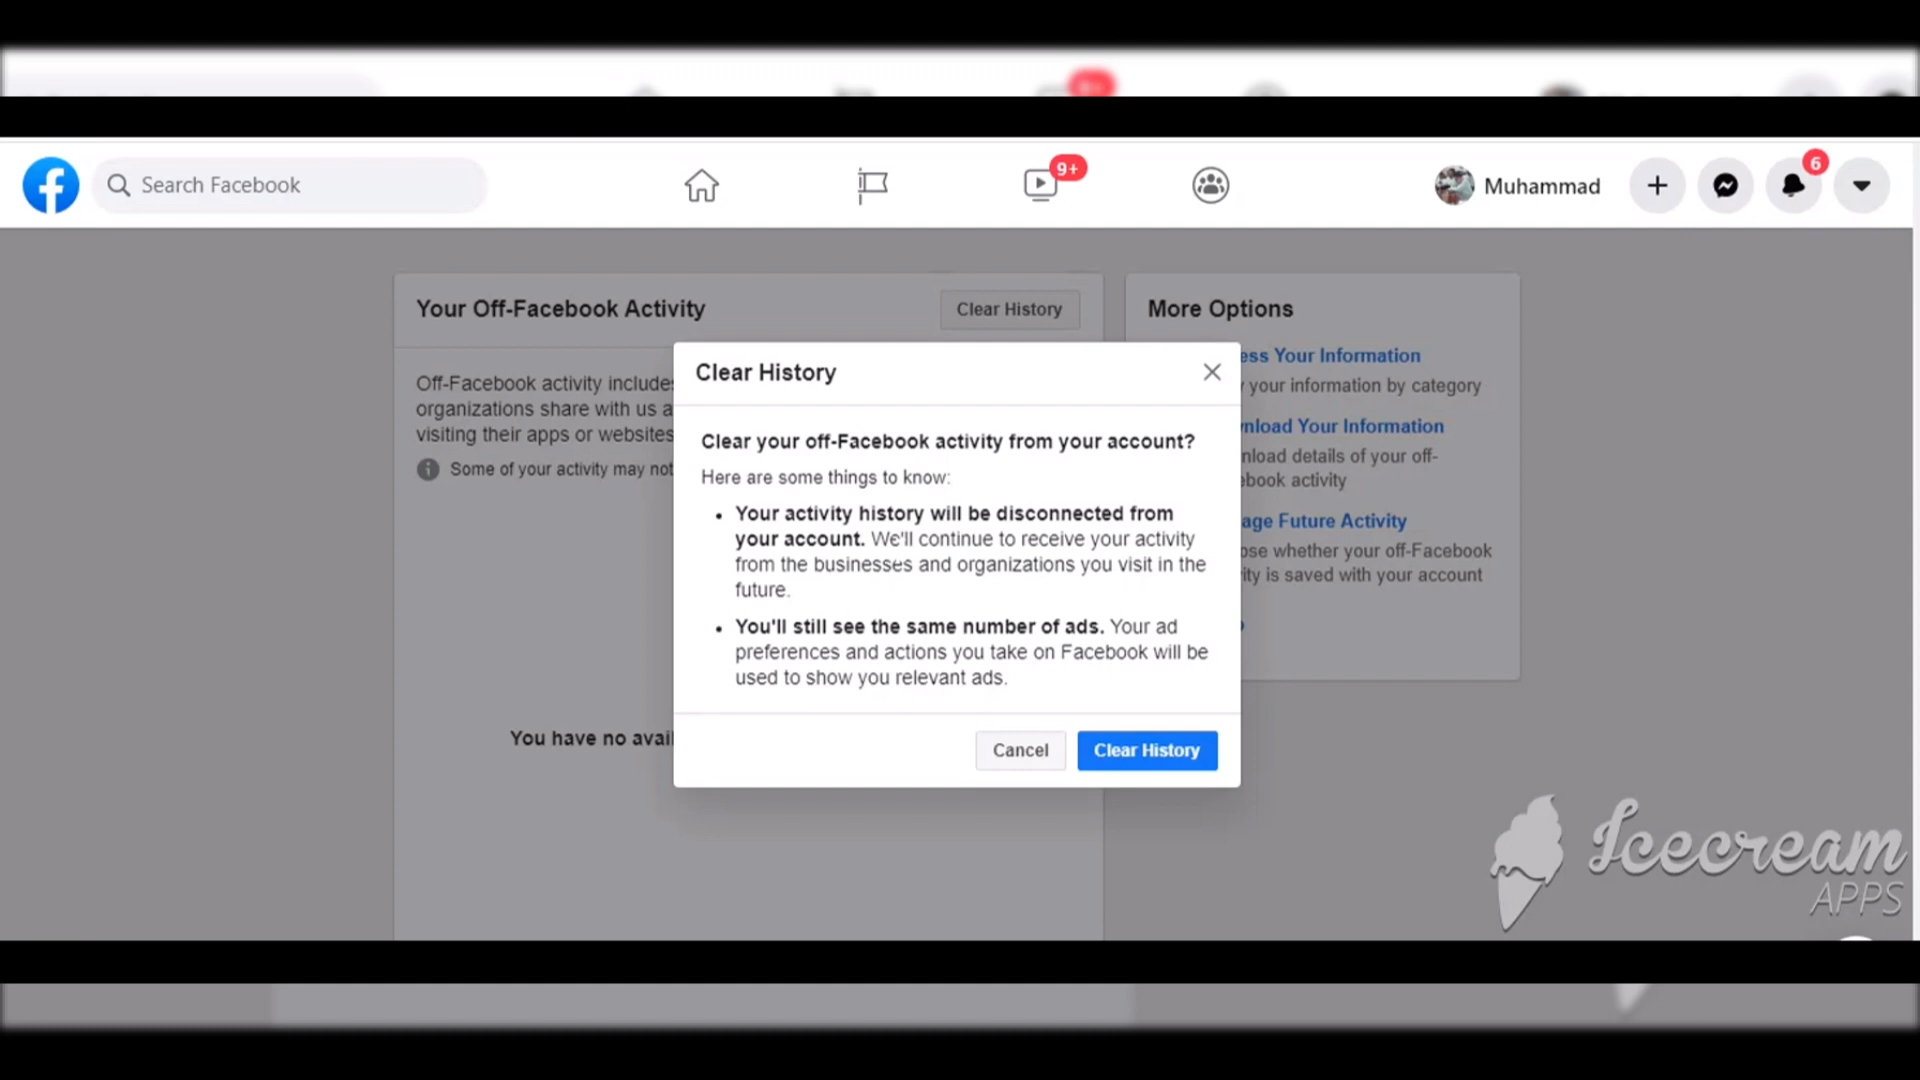 Search Facebook
9+
Muhammad
6
Your Off-Facebook Activity
Clear History
More Options
Off-Facebook activity includes
organizations share with us a
visiting their apps or websites
Some of your activity may not
You have no avai
Clear History
Clear your off-Facebook activity from your account?
Here are some things to know:
• Your activity history will be disconnected from
your account. We'll continue to receive your activity
from the businesses and organizations you visit in the
future.
• You'll still see the same number of ads. Your ad
preferences and actions you take on Facebook will be
used to show you relevant ads.
Cancel
Clear History
ess Your Information
your information by category
nload Your Information
nload details of your off-
ebook activity
age Future Activity
ose whether your off-Facebook
ity is saved with your account
Icecream
APPS